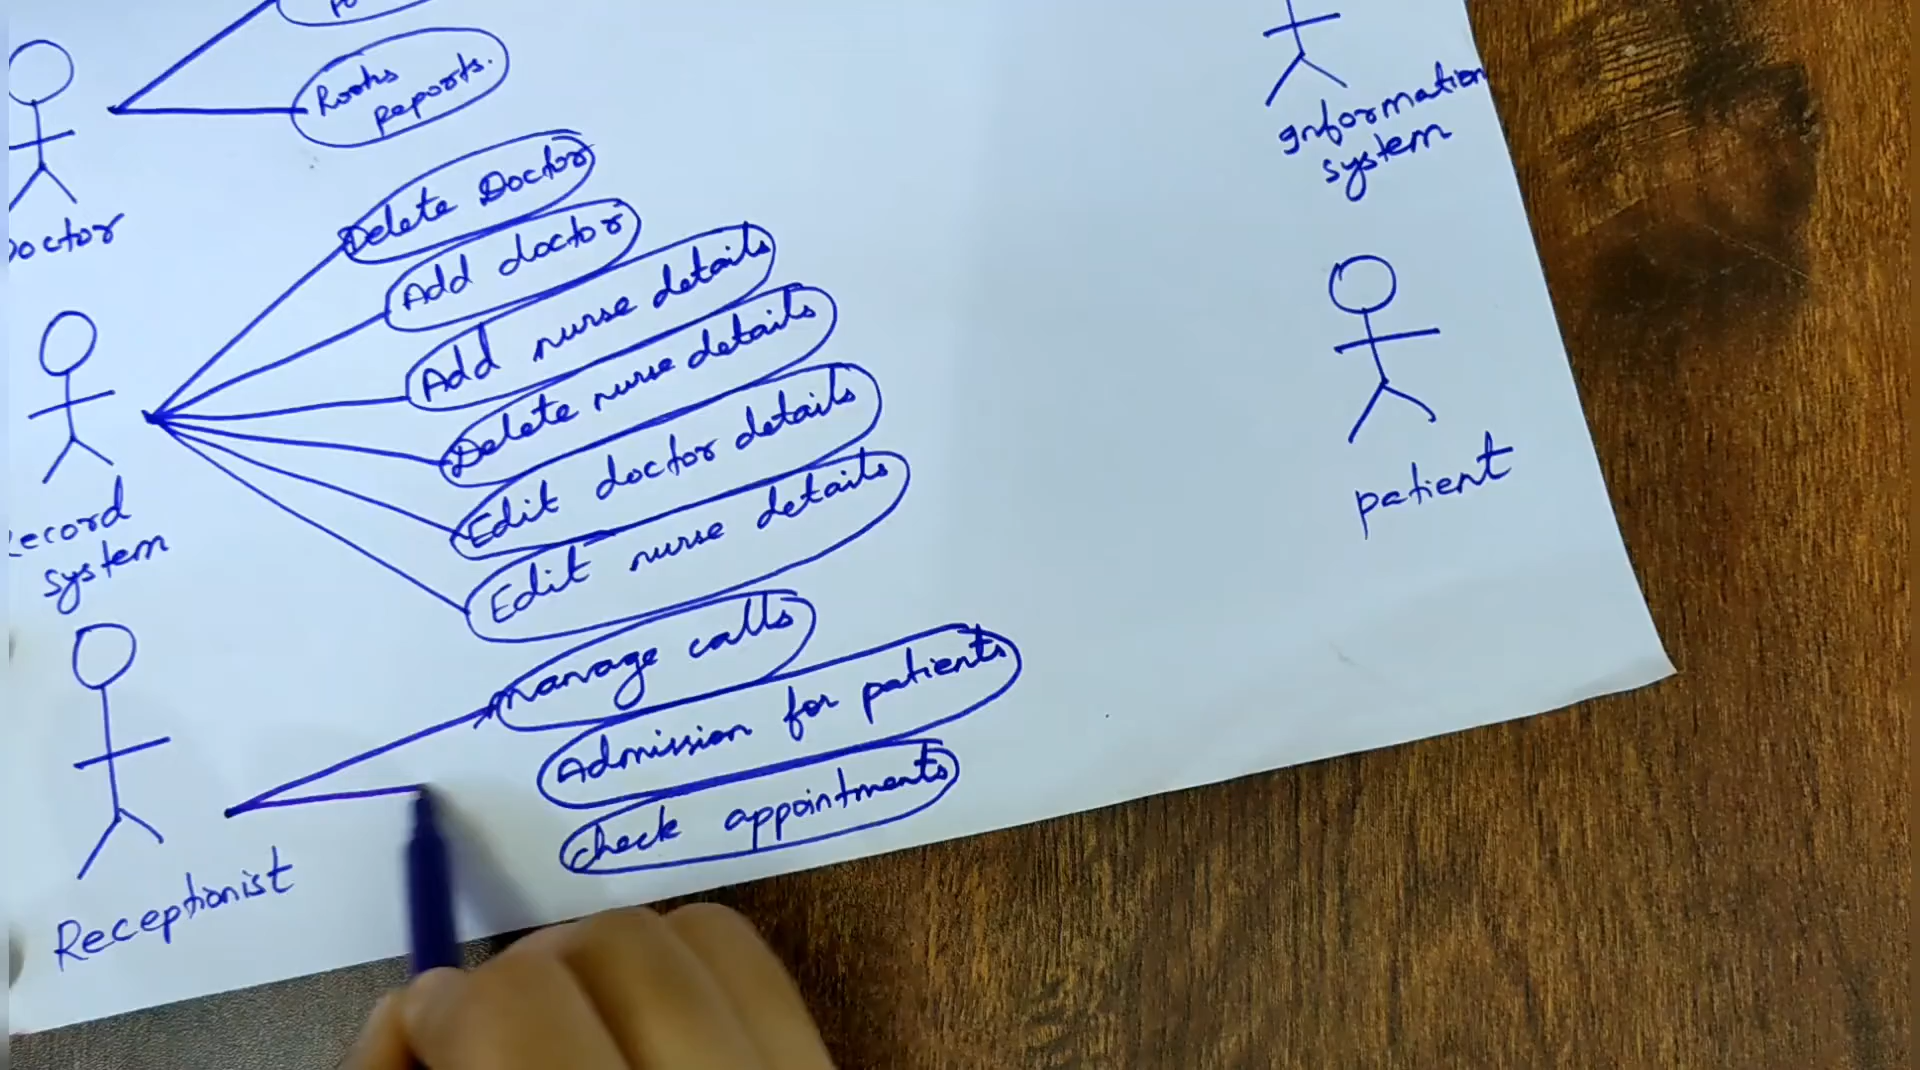 reports.
Doctor
Delete Doctor
Add doctor
Add nurse details
Delete nurse details
Edit doctor details
Edit nurse details
Record
system
manage calls
Admission for patients
check appointments
Receptionist
Information
system
patient